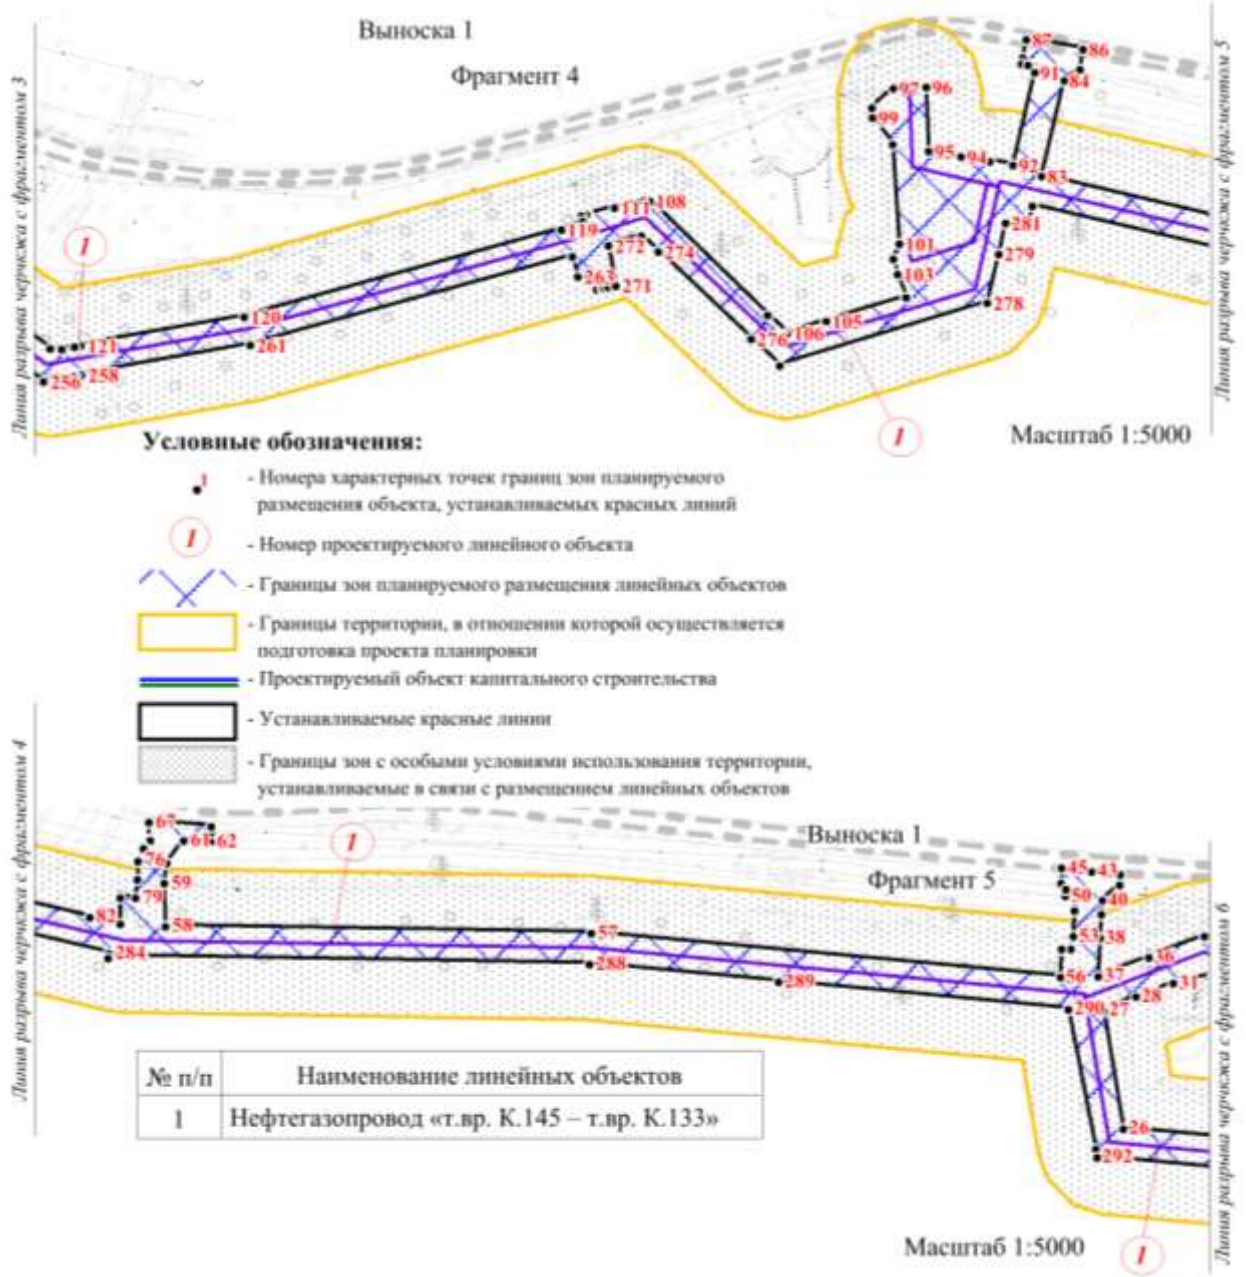 Выноска 1
Фрагмент 4
Линия разрыва черчежа с фрагментом 3
Линия разрыва черчежа с фрагментом 5
87
86
91
84
97
96
99
95
94
92
83
111
108
119
272
274
281
101
279
263
271
103
278
1
120
105
121
261
276
106
256
258
1
Масштаб 1:5000
Условные обозначения:
1
- Номера характерных точек границ зон планируемого
размещения объекта, устанавливаемых красных линий
1
- Номер проектируемого линейного объекта
- Границы зон планируемого размещения линейных объектов
- Границы территории, в отношении которой осуществляется
подготовка проекта планировки
- Проектируемый объект капитального строительства
- Устанавливаемые красные линии
- Границы зон с особыми условиями использования территории,
устанавливаемые в связи с размещением линейных объектов
Линия разрыва черчежа с фрагментом 4
Линия разрыва черчежа с фрагментом 6
Выноска 1
Фрагмент 5
67
61
62
1
76
59
79
82
58
57
45
43
50
40
53
38
36
284
288
289
56
37
31
28
290
27
26
292
№ п/п
Наименование линейных объектов
1
Нефтегазопровод «т.вр. К.145 – т.вр. К.133»
Масштаб 1:5000
1